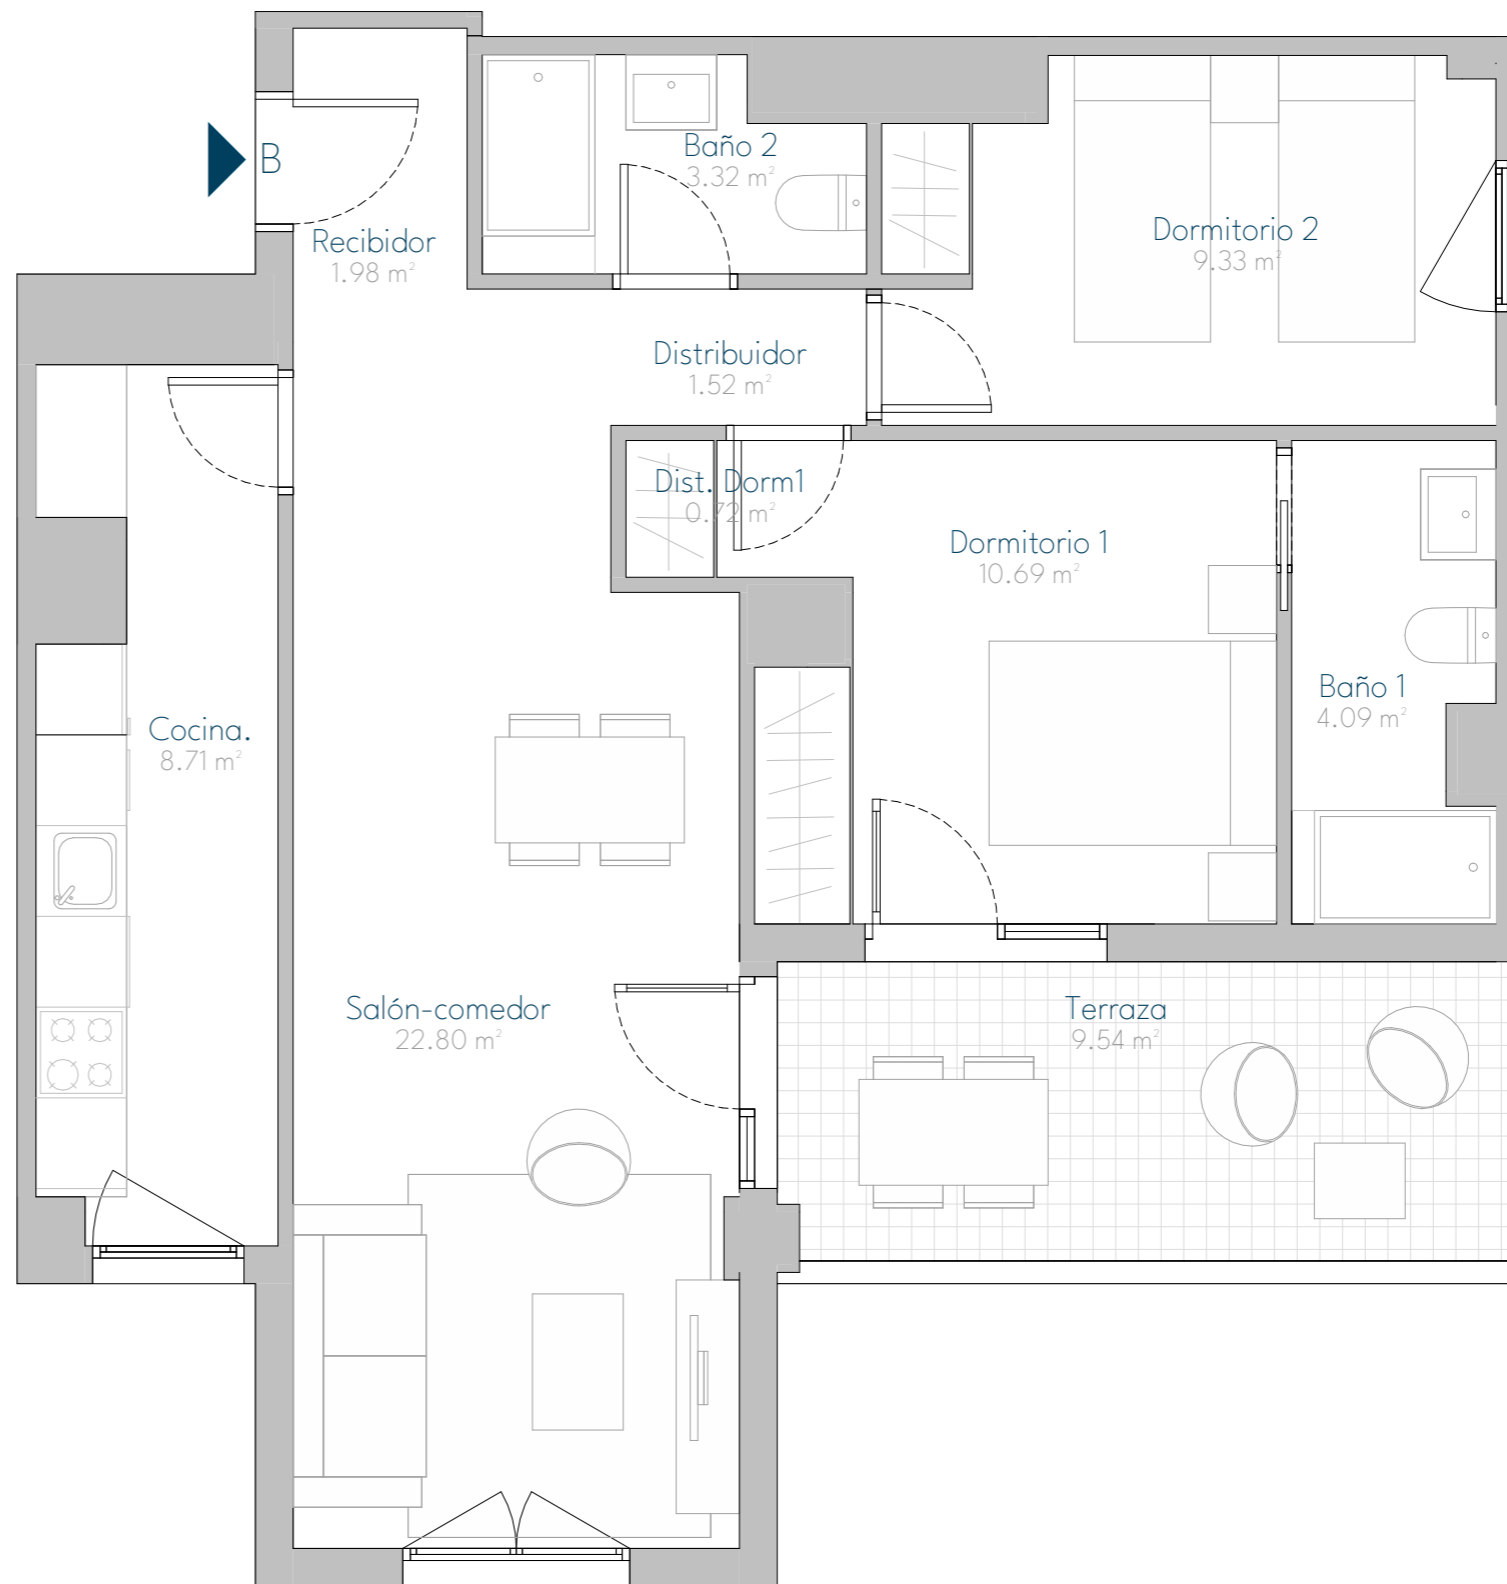 B
Recibidor
1.98 m²
Baño 2
3.32 m²
Dormitorio 2
9.33 m²
Distribuidor
1.52 m²
Dist. Dorm1
0.72 m²
Dormitorio 1
10.69 m²
Baño 1
4.09 m²
Cocina.
8.71 m²
Salón-comedor
22.80 m²
Terraza
9.54 m²